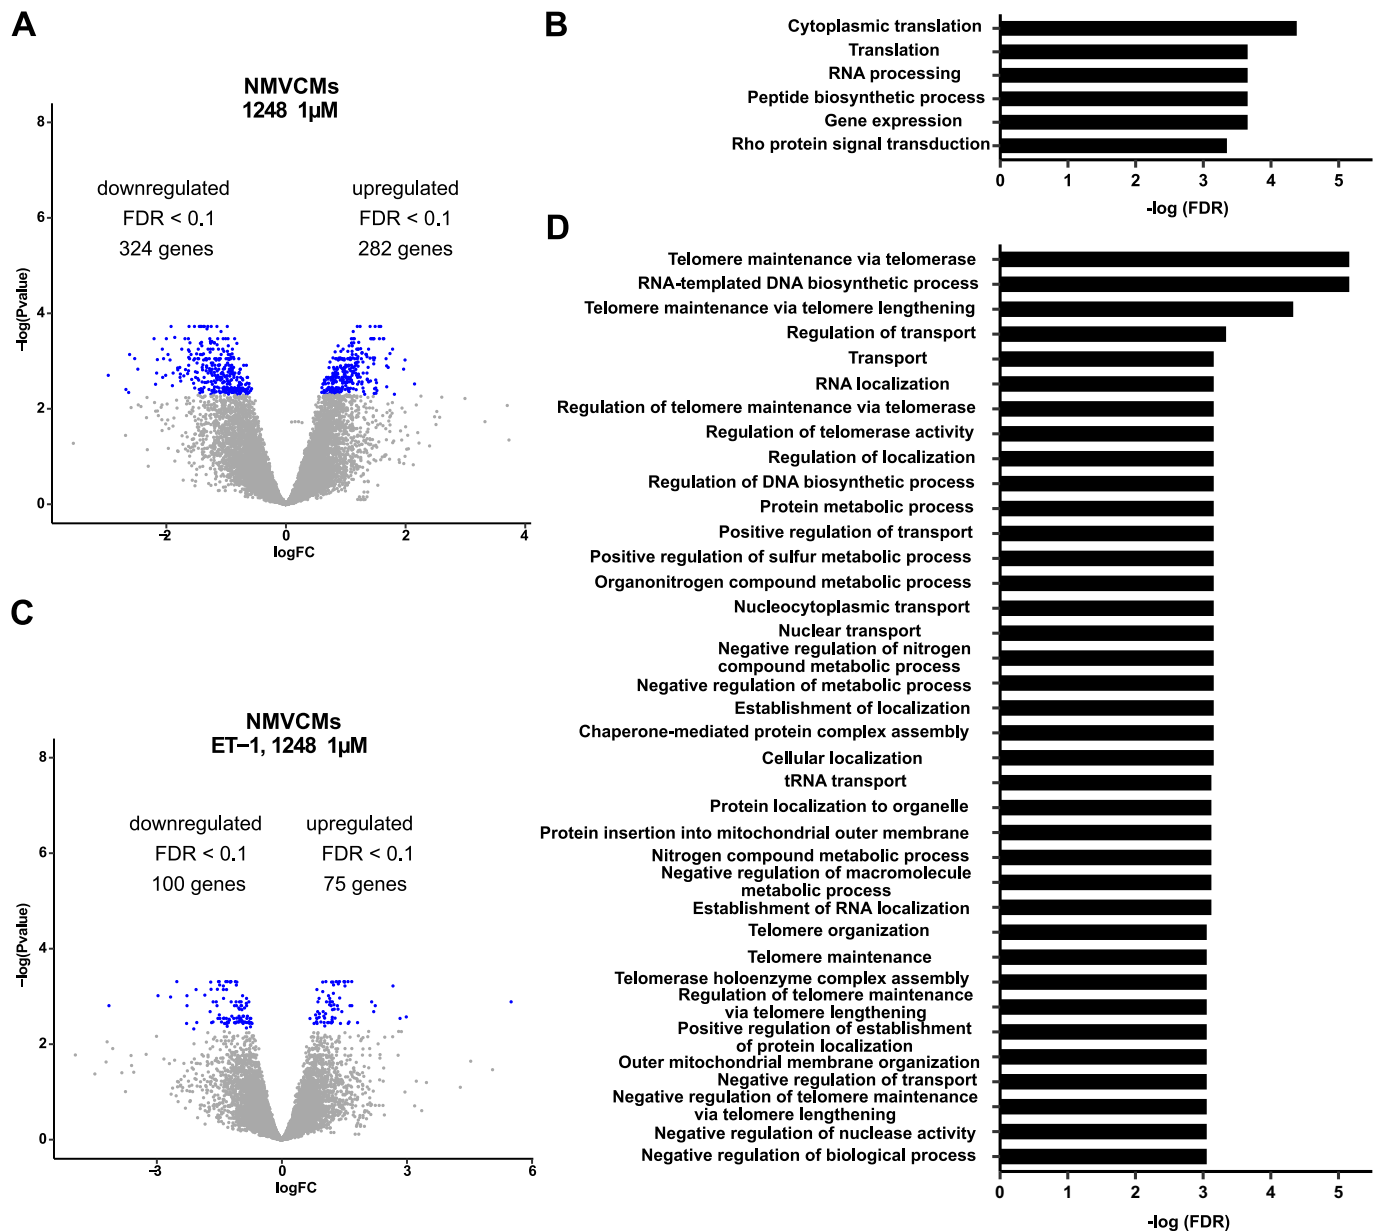 A
NMVCMs
1248 1µM
downregulated
FDR < 0.1
324 genes
upregulated
FDR < 0.1
282 genes
−log(Pvalue)
8
6
4
2
0
−2
0
2
4
logFC
B
Cytoplasmic translation
Translation
RNA processing
Peptide biosynthetic process
Gene expression
Rho protein signal transduction
0
1
2
3
4
5
-log (FDR)
C
NMVCMs
ET−1, 1248 1µM
downregulated
FDR < 0.1
100 genes
upregulated
FDR < 0.1
75 genes
−log(Pvalue)
8
6
4
2
0
−3
0
3
6
logFC
D
Telomere maintenance via telomerase
RNA-templated DNA biosynthetic process
Telomere maintenance via telomere lengthening
Regulation of transport
Transport
RNA localization
Regulation of telomere maintenance via telomerase
Regulation of telomerase activity
Regulation of localization
Regulation of DNA biosynthetic process
Protein metabolic process
Positive regulation of transport
Positive regulation of sulfur metabolic process
Organonitrogen compound metabolic process
Nucleocytoplasmic transport
Nuclear transport
Negative regulation of nitrogen
compound metabolic process
Negative regulation of metabolic process
Establishment of localization
Chaperone-mediated protein complex assembly
Cellular localization
tRNA transport
Protein localization to organelle
Protein insertion into mitochondrial outer membrane
Nitrogen compound metabolic process
Negative regulation of macromolecule
metabolic process
Establishment of RNA localization
Telomere organization
Telomere maintenance
Telomerase holoenzyme complex assembly
Regulation of telomere maintenance
via telomere lengthening
Positive regulation of establishment
of protein localization
Outer mitochondrial membrane organization
Negative regulation of transport
Negative regulation of telomere maintenance
via telomere lengthening
Negative regulation of nuclease activity
Negative regulation of biological process
0
1
2
3
4
5
-log (FDR)